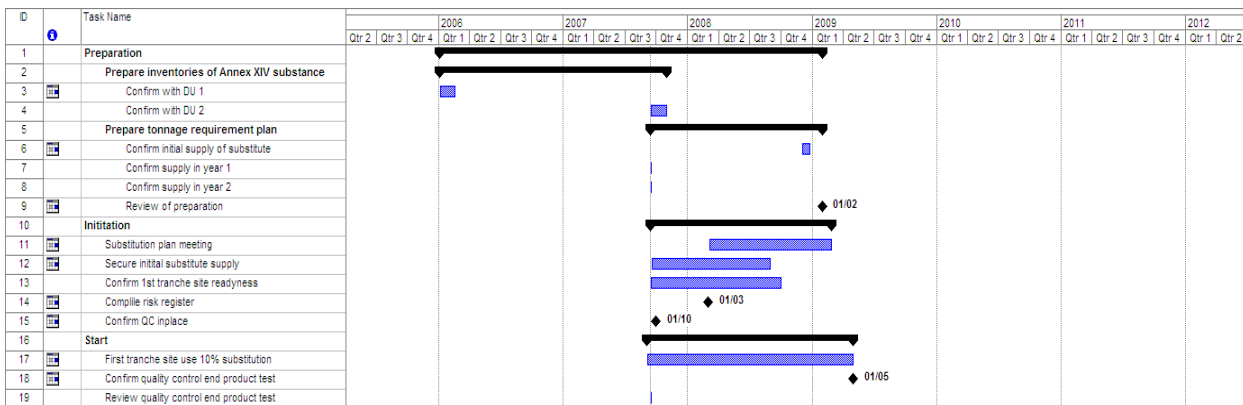 ID Task Name 2006 2007 2008 2009 2010 2011 2012
Qtr 2 Qtr 3 Qtr 4 Qtr 1 Qtr 2 Qtr 3 Qtr 4 Qtr 1 Qtr 2 Qtr 3 Qtr 4 Qtr 1 Qtr 2 Qtr 3 Qtr 4 Qtr 1 Qtr 2 Qtr 3 Qtr 4 Qtr 1 Qtr 2 Qtr 3 Qtr 4 Qtr 1 Qtr 2 Qtr 3 Qtr 4 Qtr 1 Qtr 2
1 Preparation
2 Prepare inventories of Annex XIV substance
3 Confirm with DU 1
4 Confirm with DU 2
5 Prepare tonnage requirement plan
6 Confirm initial supply of substitute
7 Confirm supply in year 1
8 Confirm supply in year 2
9 Review of preparation 01/02
10 Inititation
11 Substitution plan meeting
12 Secure initital substitute supply
13 Confirm 1st tranche site readyness
14 Complile risk register 01/03
15 Confirm QC inplace 01/10
16 Start
17 First tranche site use 10% substitution
18 Confirm quality control end product test 01/05
19 Review quality control end product test